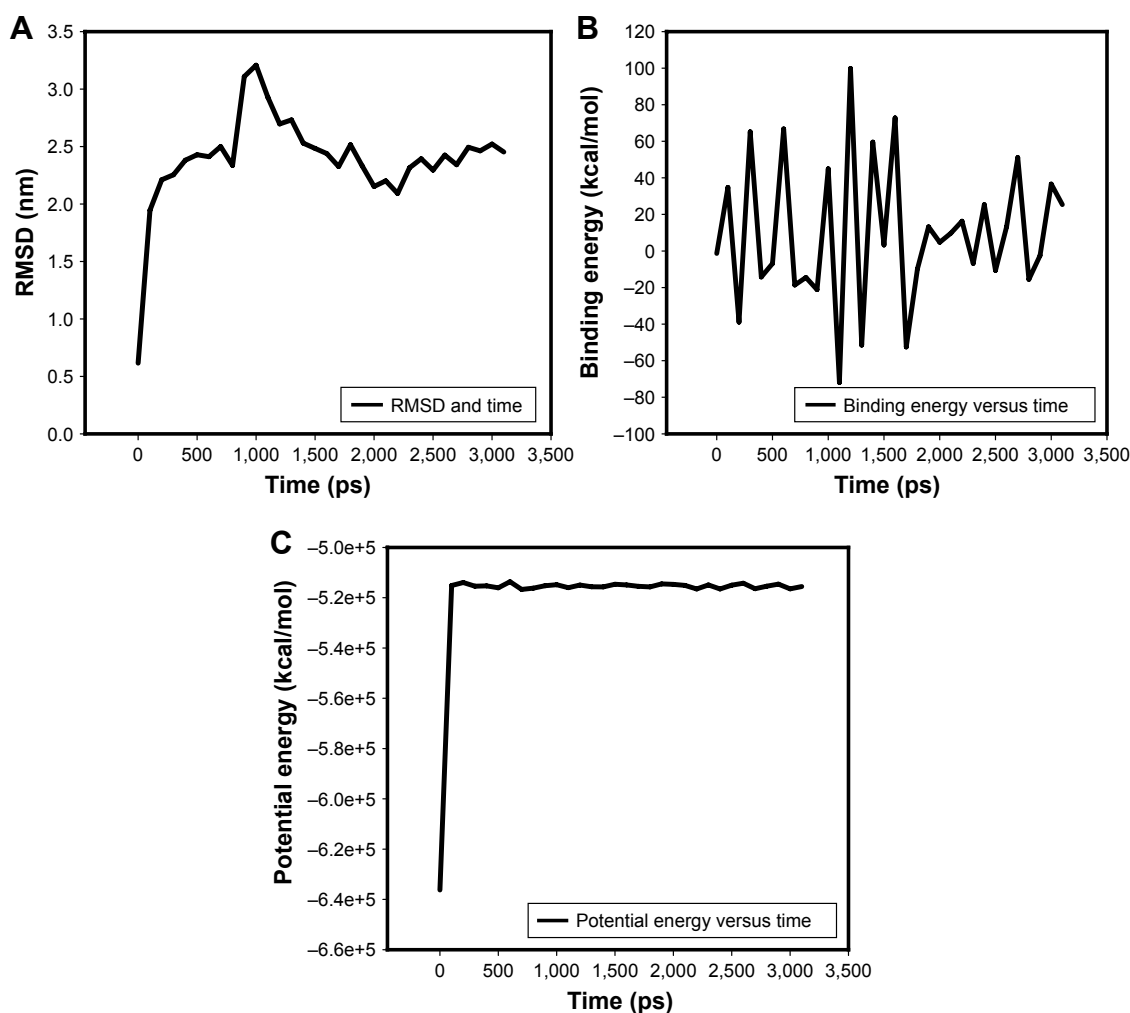 A
3.5
3.0
2.5
2.0
1.5
1.0
0.5
0.0
RMSD (nm)
RMSD and time
0 500 1,000 1,500 2,000 2,500 3,000 3,500
Time (ps)
B
120
100
80
60
40
20
0
–20
–40
–60
–80
–100
Binding energy (kcal/mol)
Binding energy versus time
0 500 1,000 1,500 2,000 2,500 3,000 3,500
Time (ps)
C
–5.0e+5
–5.2e+5
–5.4e+5
–5.6e+5
–5.8e+5
–6.0e+5
–6.2e+5
–6.4e+5
–6.6e+5
Potential energy (kcal/mol)
Potential energy versus time
0 500 1,000 1,500 2,000 2,500 3,000 3,500
Time (ps)